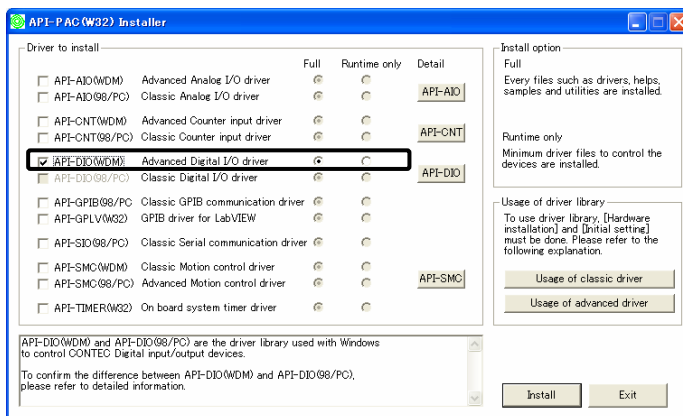 API-PAC(W32) Installer
Driver to install
Full Runtime only Detail
API-AIO(WDM) Advanced Analog I/O driver
API-AIO(98/PC) Classic Analog I/O driver
API-AIO
API-CNT(WDM) Advanced Counter input driver
API-CNT(98/PC) Classic Counter input driver
API-CNT
API-DIO(WDM) Advanced Digital I/O driver
API-DIO(98/PC) Classic Digital I/O driver
API-DIO
API-GPIB(98/PC Classic GPIB communication driver
API-GPLV(W32) GPIB driver for LabVIEW
API-SIO(98/PC) Classic Serial communication driver
API-SMC(WDM) Classic Motion control driver
API-SMC(98/PC) Advanced Motion control driver
API-SMC
API-TIMER(W32) On board system timer driver
Install option
Full
Every files such as drivers, helps,
samples and utilities are installed.
Runtime only
Minimum driver files to control the
devices are installed.
Usage of driver library
To use driver library, [Hardware
installation] and [Initial setting]
must be done. Please refer to the
following explanation.
Usage of classic driver
Usage of advanced driver
API-DIO(WDM) and API-DIO(98/PC) are the driver library used with Windows
to control CONTEC Digital input/output devices.
To confirm the difference between API-DIO(WDM) and API-DIO(98/PC),
please refer to detailed information.
Install Exit